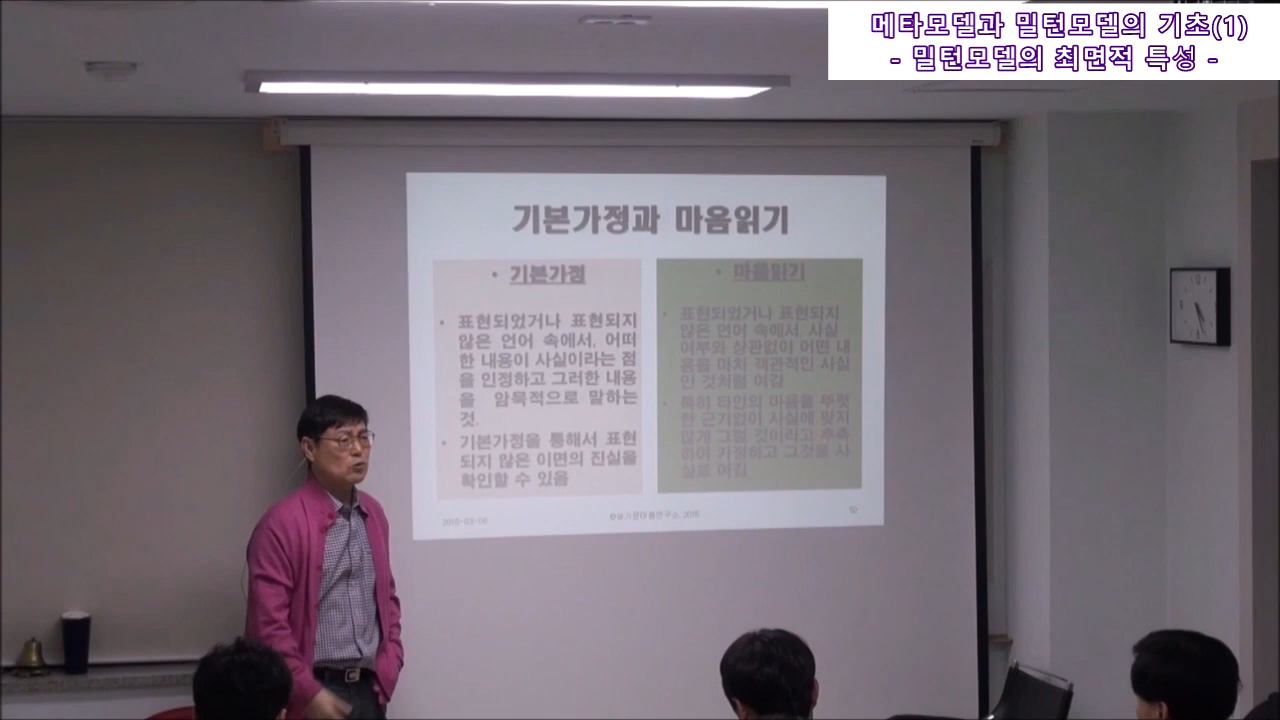 메타모델과 밀턴모델의 기초(1)
- 밀턴모델의 최면적 특성 -
기본가정과 마음읽기
• 기본가정
• 표현되었거나 표현되지
않은 언어 속에서, 어떠
한 내용이 사실이라는 점
을 인정하고 그러한 내용
을 암묵적으로 말하는
것.
• 기본가정을 통해서 표현
되지 않은 이면의 진실을
확인할 수 있음
• 마음읽기
• 표현되었거나 표현되지
않은 언어 속에서, 사실
여부와 상관없이 어떤 내
용을 마치 객관적인 사실
인 것처럼 여김
• 특히 타인의 마음을 뚜렷
한 근거없이 사실에 맞지
않게 그럴 것이라고 추측
하여 가정하고 그것을 사
실로 여김